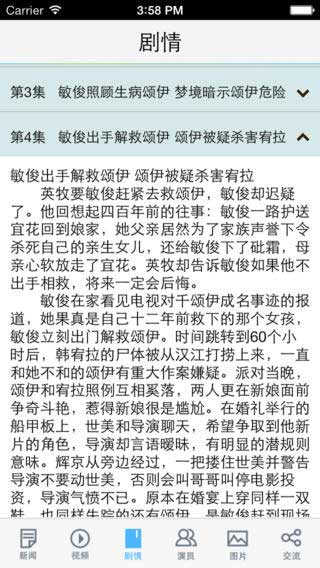 Carrier 3:58 PM
剧情
第3集 敏俊照顾生病颂伊 梦境暗示颂伊危险
第4集 敏俊出手解救颂伊 颂伊被疑杀害宥拉
敏俊出手解救颂伊 颂伊被疑杀害宥拉
英牧要敏俊赶紧去救颂伊，敏俊却迟疑
了。他回想起四百年前的往事：敏俊一路护送
宜花回到娘家，她父亲居然为了家族声誉下令
杀死自己的亲生女儿，还给敏俊下了砒霜，母
亲心软放走了宜花。英牧却告诉敏俊如果他不
出手相救，将来一定会后悔。
敏俊在家看见电视对千颂伊成名事迹的报
道，她果真是自己十二年前救下的那个女孩，
敏俊立刻出门解救颂伊。时间跳转到60个小
时后，韩宥拉的尸体被从汉江打捞上来，一直
和她不和的颂伊有重大作案嫌疑。派对当晚，
颂伊和宥拉照例互相奚落，两人更在新娘面前
争奇斗艳，惹得新娘很是尴尬。在婚礼举行的
船甲板上，世美和导演聊天，希望争取到他新
片的角色，导演却言语暧昧，有明显的潜规则
意味。辉京从旁边经过，一把搂住世美并警告
导演不要动世美，否则会叫哥哥叫停电影投
资，导演气愤不已。原本在婚宴上穿同样一双
鞋，也同样失踪的还有颂伊，是敏俊赶到现场
新闻 视频 剧情 演员 图片 交流